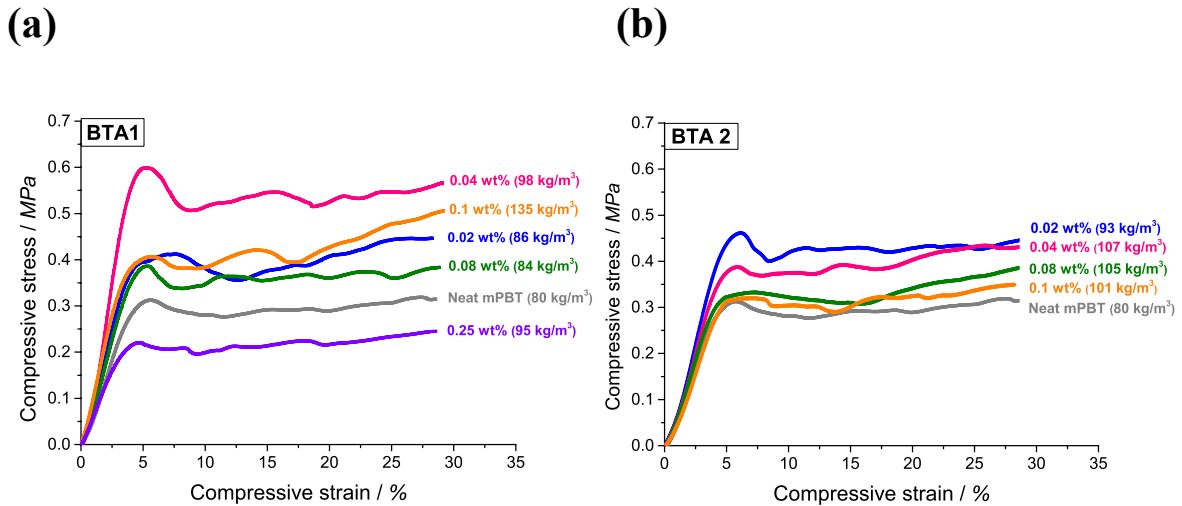 (a)
BTA1
Compressive stress / MPa
0.7
0.6
0.5
0.4
0.3
0.2
0.1
0.0
0 5 10 15 20 25 30 35
Compressive strain / %
0.04 wt% (98 kg/m³)
0.1 wt% (135 kg/m³)
0.02 wt% (86 kg/m³)
0.08 wt% (84 kg/m³)
Neat mPBT (80 kg/m³)
0.25 wt% (95 kg/m³)
(b)
BTA 2
Compressive stress / MPa
0.7
0.6
0.5
0.4
0.3
0.2
0.1
0.0
0 5 10 15 20 25 30 35
Compressive strain / %
0.02 wt% (93 kg/m³)
0.04 wt% (107 kg/m³)
0.08 wt% (105 kg/m³)
0.1 wt% (101 kg/m³)
Neat mPBT (80 kg/m³)